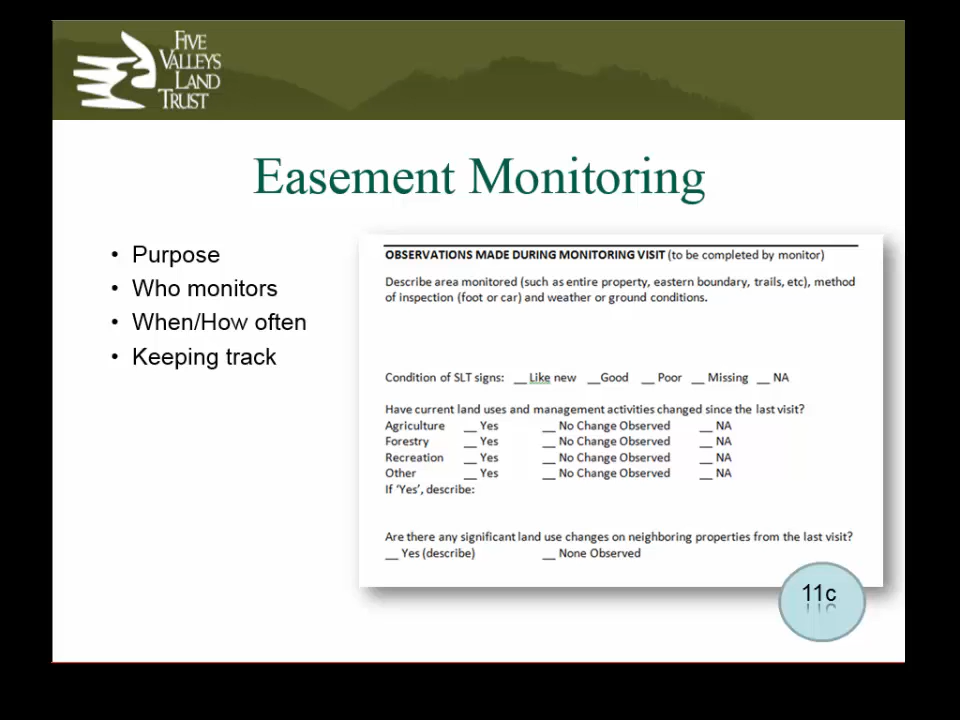 FIVE
VALLEYS
LAND
TRUST
Easement Monitoring
• Purpose
• Who monitors
• When/How often
• Keeping track
OBSERVATIONS MADE DURING MONITORING VISIT (to be completed by monitor)
Describe area monitored (such as entire property, eastern boundary, trails, etc), method
of inspection (foot or car) and weather or ground conditions.
Condition of SLT signs: __ Like new __Good __ Poor __ Missing __ NA
Have current land uses and management activities changed since the last visit?
Agriculture __ Yes __ No Change Observed __ NA
Forestry __ Yes __ No Change Observed __ NA
Recreation __ Yes __ No Change Observed __ NA
Other __ Yes __ No Change Observed __ NA
If ‘Yes’, describe:
Are there any significant land use changes on neighboring properties from the last visit?
__ Yes (describe) __ None Observed
11c